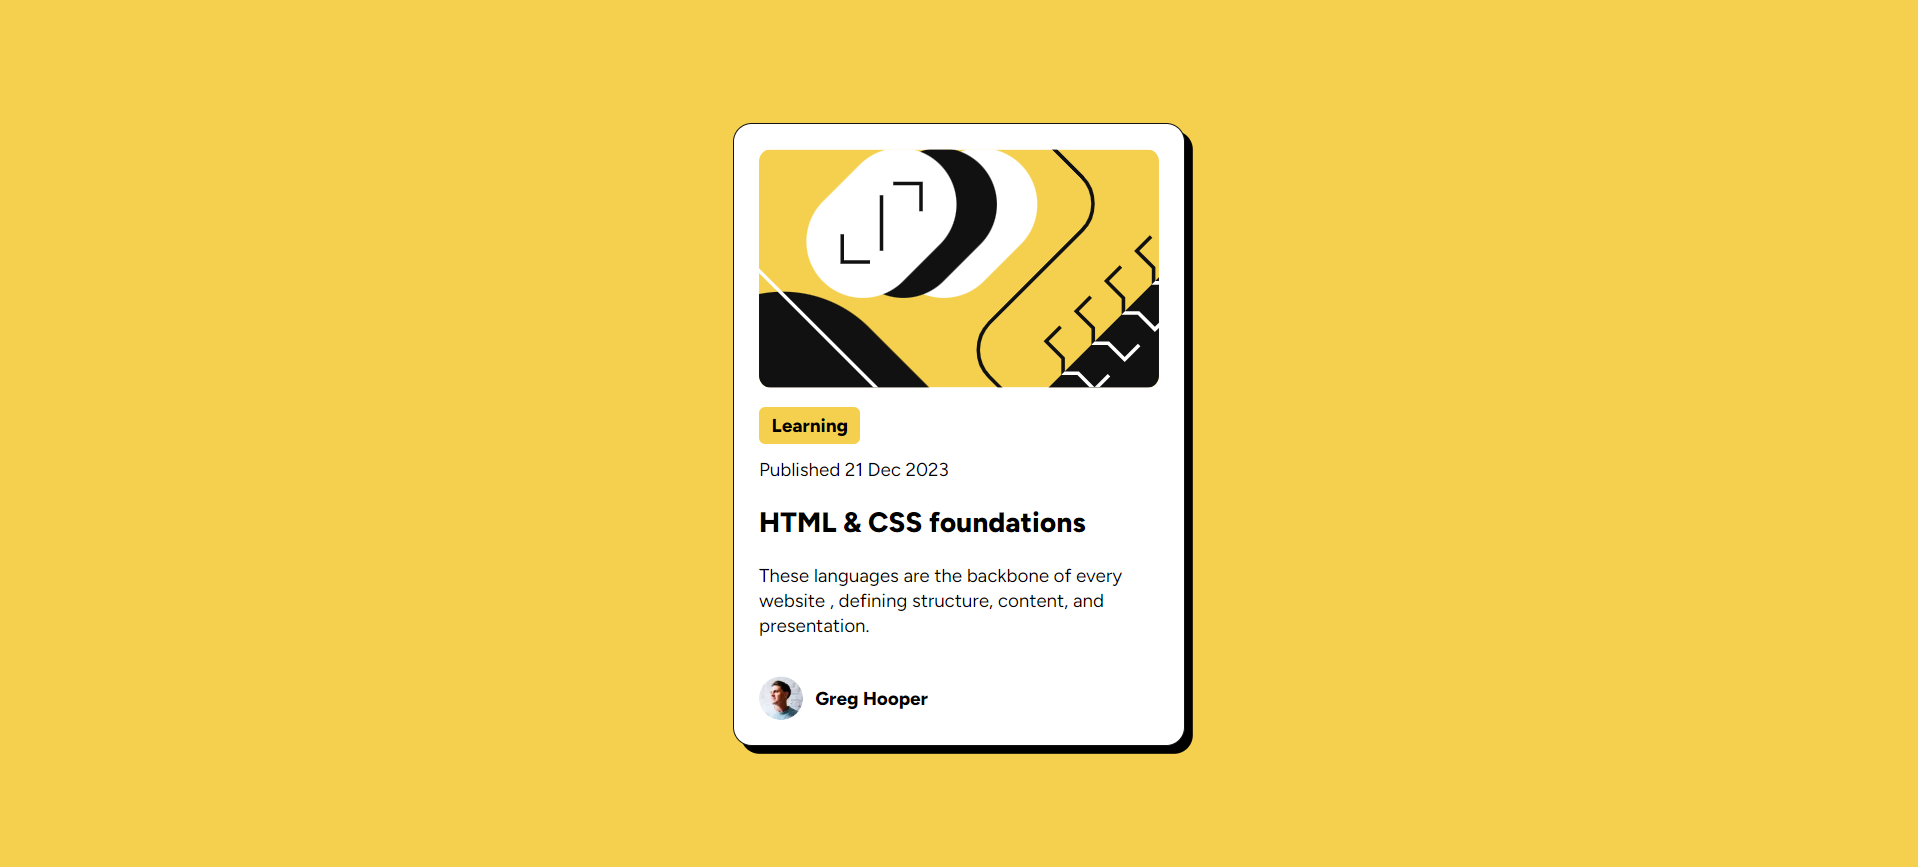 Learning
Published 21 Dec 2023
HTML & CSS foundations
These languages are the backbone of every
website , defining structure, content, and
presentation.
Greg Hooper